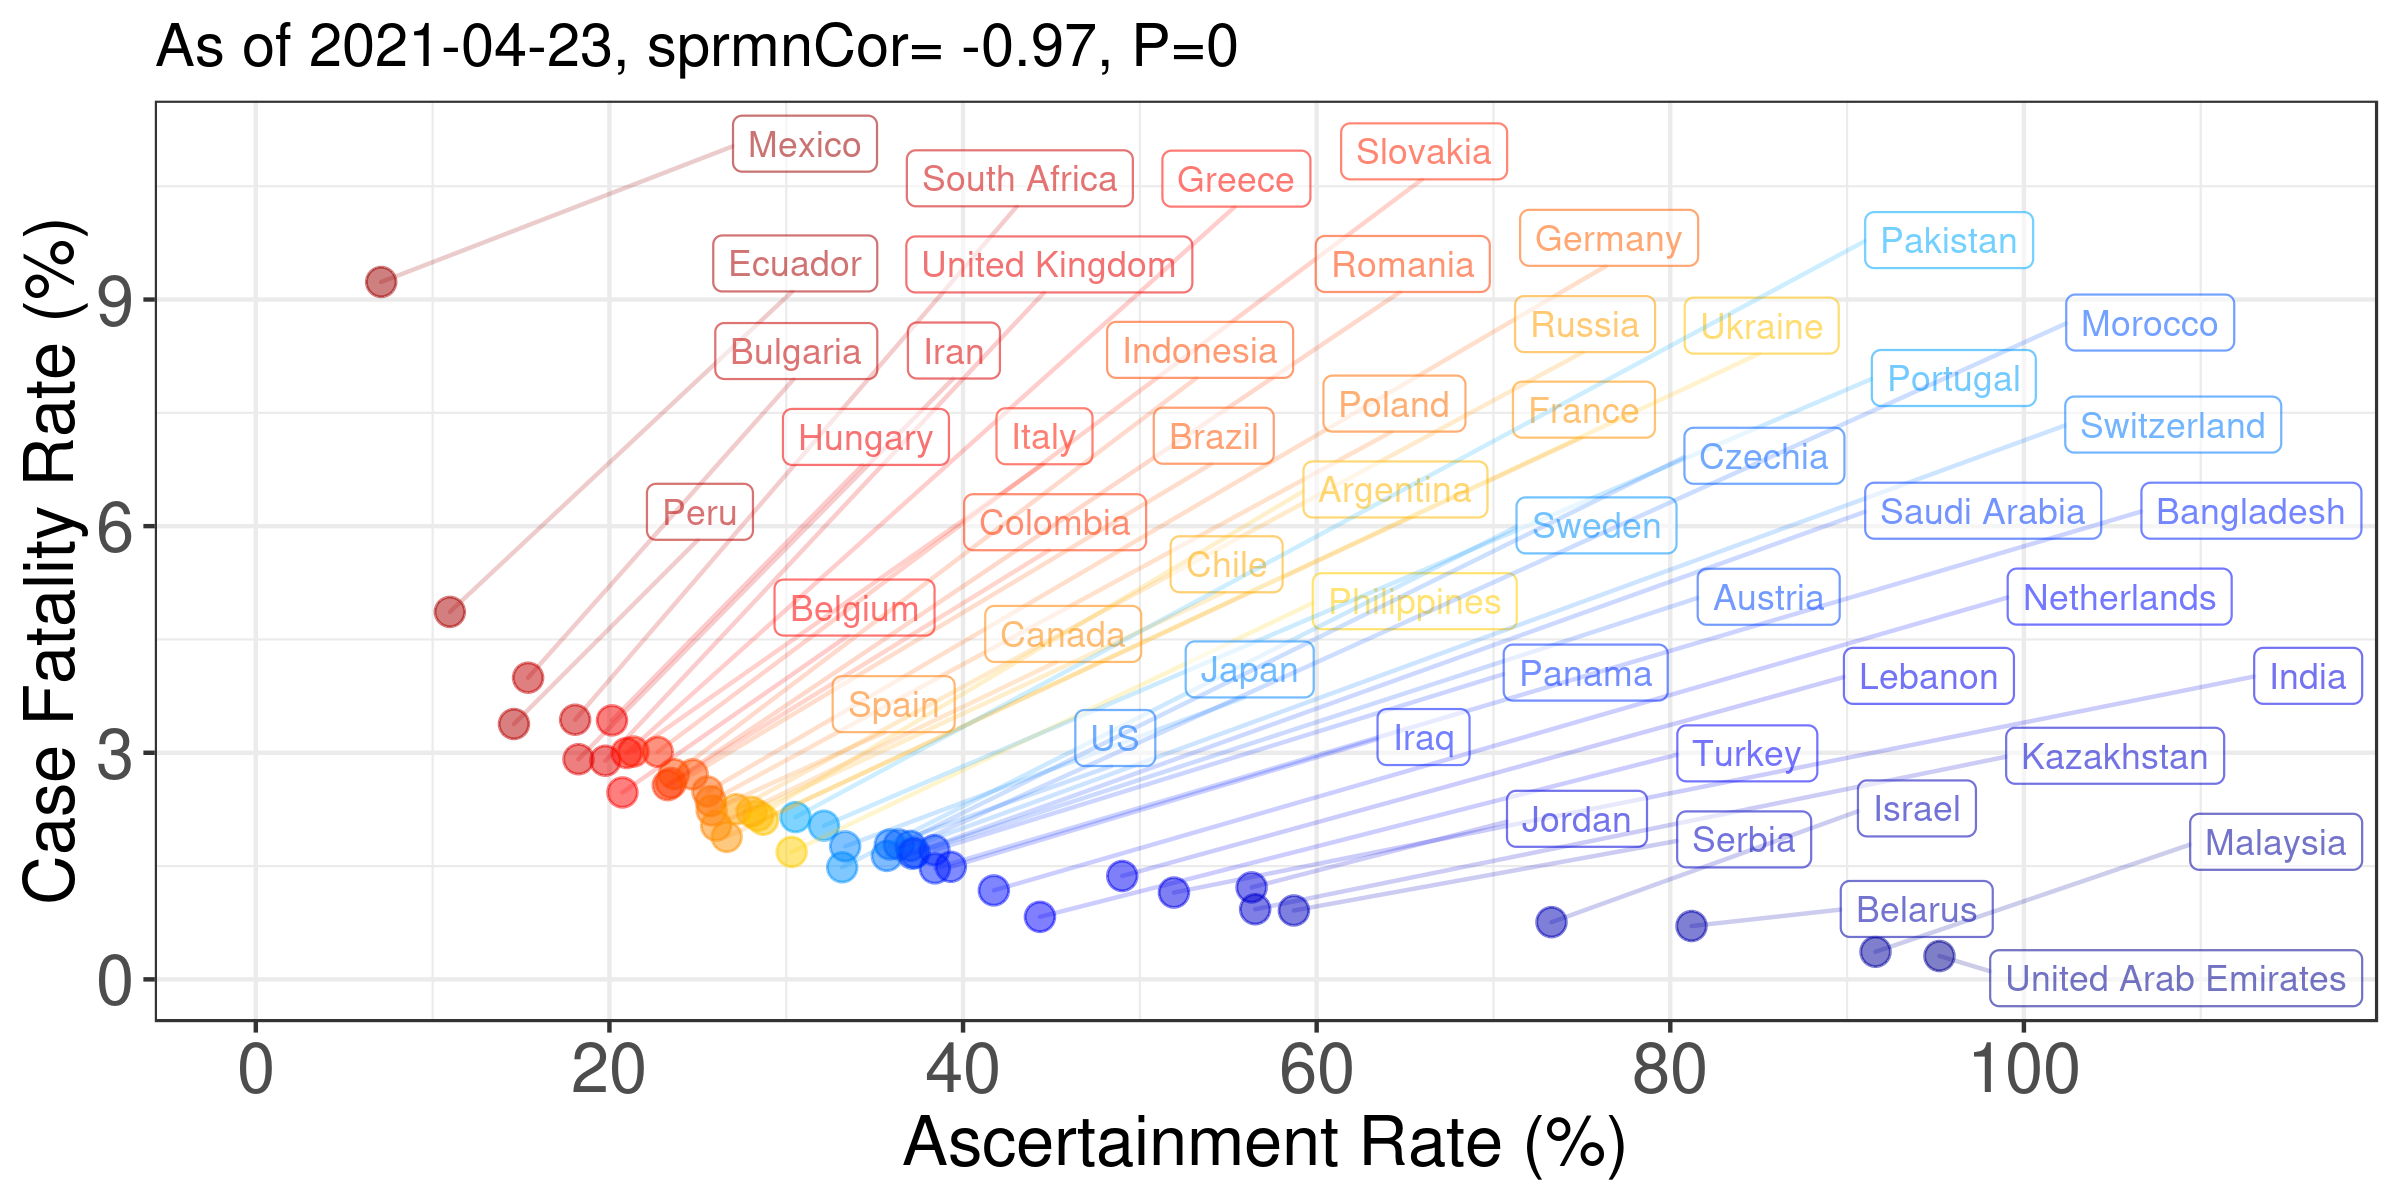 As of 2021-04-23, sprmnCor= -0.97, P=0
Case Fatality Rate (%)
9
6
3
0
Mexico
South Africa
Greece
Slovakia
Ecuador
United Kingdom
Romania
Germany
Pakistan
Bulgaria
Iran
Indonesia
Russia
Ukraine
Morocco
Hungary
Italy
Brazil
Poland
France
Portugal
Switzerland
Czechia
Peru
Colombia
Argentina
Sweden
Saudi Arabia
Bangladesh
Chile
Belgium
Canada
Philippines
Austria
Netherlands
Spain
Japan
Panama
Lebanon
India
US
Iraq
Turkey
Kazakhstan
Jordan
Serbia
Israel
Malaysia
Belarus
United Arab Emirates
0
20
40
60
80
100
Ascertainment Rate (%)